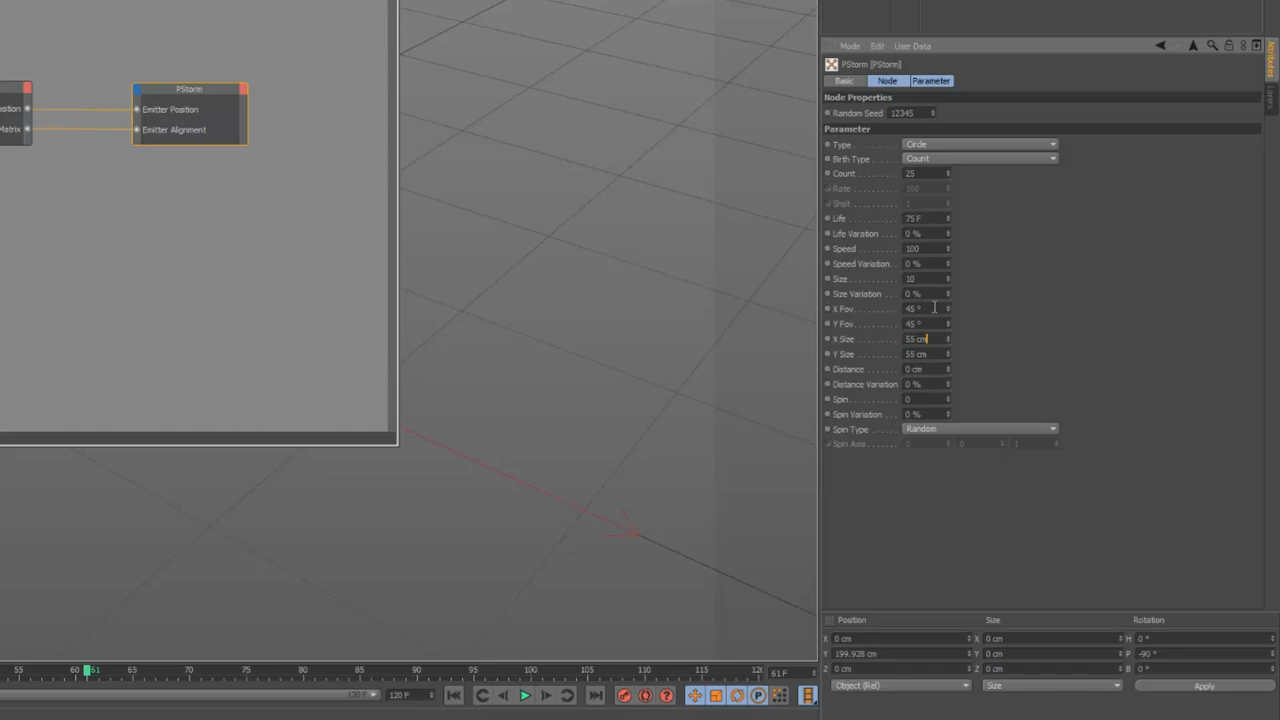 Mode Edit User Data
PStorm [PStorm]
Basic Node Parameter
Node Properties
Random Seed 12345
Parameter
Type Circle
Birth Type Count
Count 25
Rate 100
Shot 1
Life 75 F
Life Variation 0 %
Speed 100
Speed Variation 0 %
Size 10
Size Variation 0 %
X Fov 45 °
Y Fov 45 °
X Size 55 cm
Y Size 55 cm
Distance 0 cm
Distance Variation 0 %
Spin 0
Spin Variation 0 %
Spin Type Random
Spin Axis 0 0 1
Attributes
Layers
PStorm
osition Emitter Position
Matrix Emitter Alignment
Position Size Rotation
X 0 cm X 0 cm H 0 °
Y 199.928 cm Y 0 cm P -90 °
Z 0 cm Z 0 cm B 0 °
Object (Rel) Size Apply
55 60 61 65 70 75 80 85 90 95 100 105 110 115 120 61 F
120 F 120 F
P